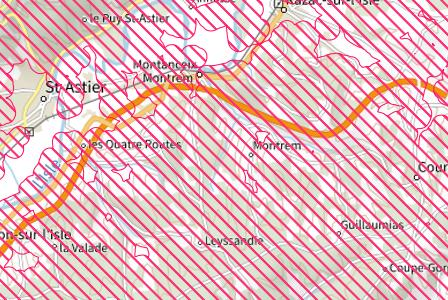 Razac-sur-l'Isle
le Puy St-Astier
Montanceix
Montrem
St-Astier
les Quatre Routes
Montrem
l'Isle
Cour
on-sur-l'Isle
la Valade
Guillaumias
Leyssandie
Coupe-Gor